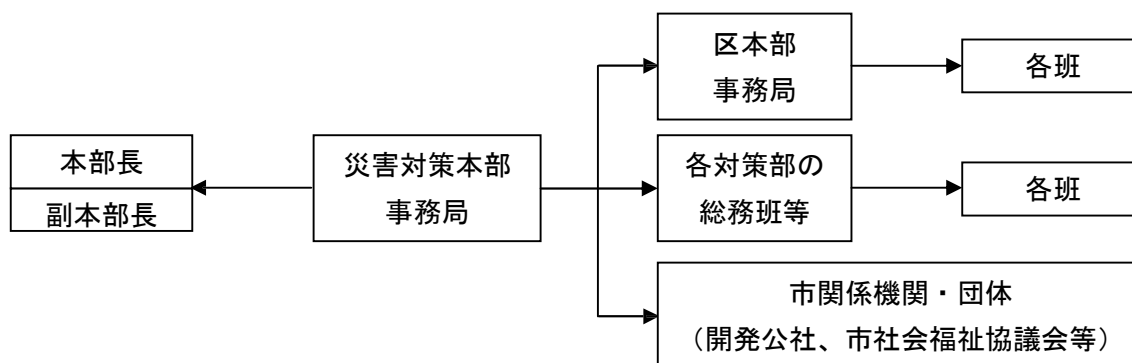 本部長
副本部長
災害対策本部
事務局
区本部
事務局
各班
各対策部の
総務班等
各班
市関係機関・団体
（開発公社、市社会福祉協議会等）